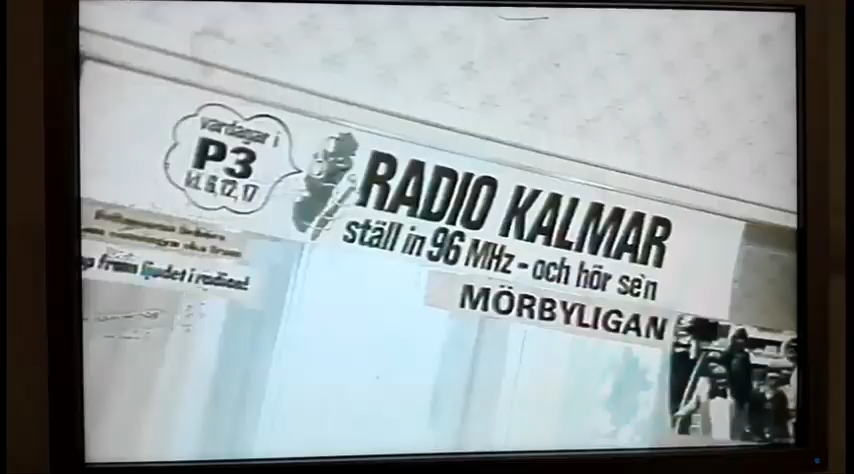 vardagar i
P3
kl. 6, 12, 17
RADIO KALMAR
ställ in 96 MHz - och hör se'n
MÖRBYLIGAN
ljudet i radion!